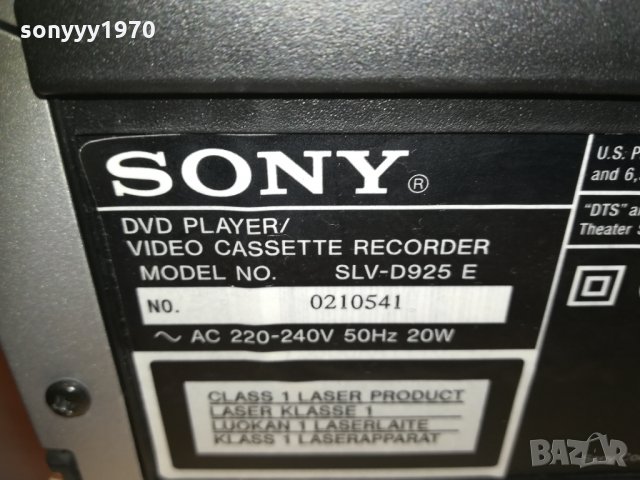 sonyyy1970
SONY®
DVD PLAYER/
VIDEO CASSETTE RECORDER
MODEL NO. SLV-D925 E
NO. 0210541
~ AC 220-240V 50Hz 20W
CLASS 1 LASER PRODUCT
LASER KLASSE 1
LUOKAN 1 LASERLAITE
KLASS 1 LASERAPPARAT
U.S. P
and 6,
"DTS" a
Theater S
BAZAR